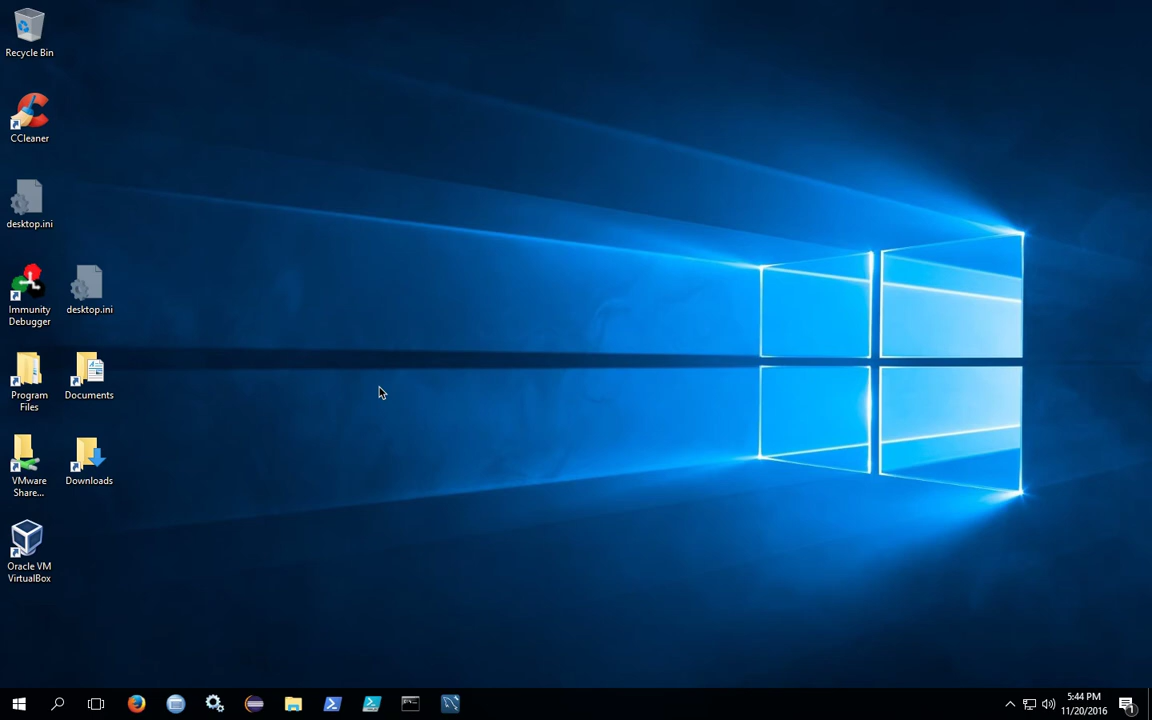 Recycle Bin
CCleaner
desktop.ini
Immunity
Debugger
desktop.ini
Program
Files
Documents
VMware
Share...
Downloads
Oracle VM
VirtualBox
5:44 PM
11/20/2016
1